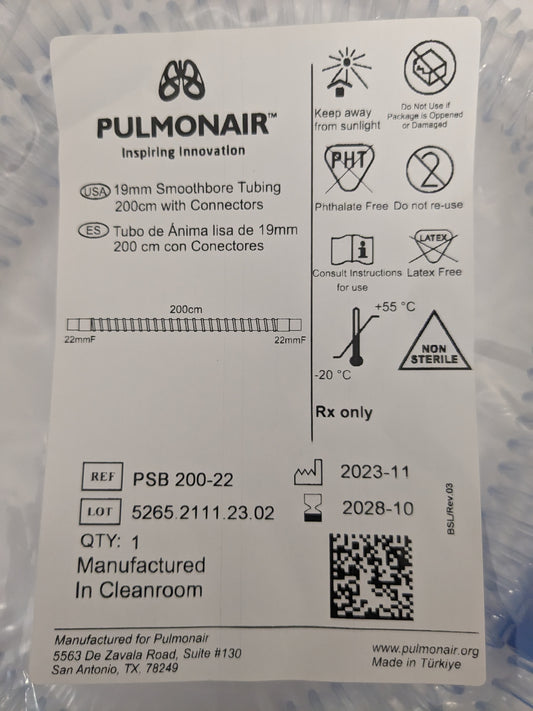 PULMONAIR™
Inspiring Innovation
USA 19mm Smoothbore Tubing
200cm with Connectors
ES Tubo de Ánima lisa de 19mm
200 cm con Conectores
200cm
22mmF 22mmF
Keep away
from sunlight
Do Not Use if
Package is Oppened
or Damaged
PHT
Phthalate Free
2
Do not re-use
i
Consult Instructions
for use
LATEX
Latex Free
+55 °C
-20 °C
NON
STERILE
Rx only
REF PSB 200-22
LOT 5265.2111.23.02
QTY: 1
Manufactured
In Cleanroom
2023-11
2028-10
BSL/Rev.03
Manufactured for Pulmonair
5563 De Zavala Road, Suite #130
San Antonio, TX. 78249
www.pulmonair.org
Made in Türkiye